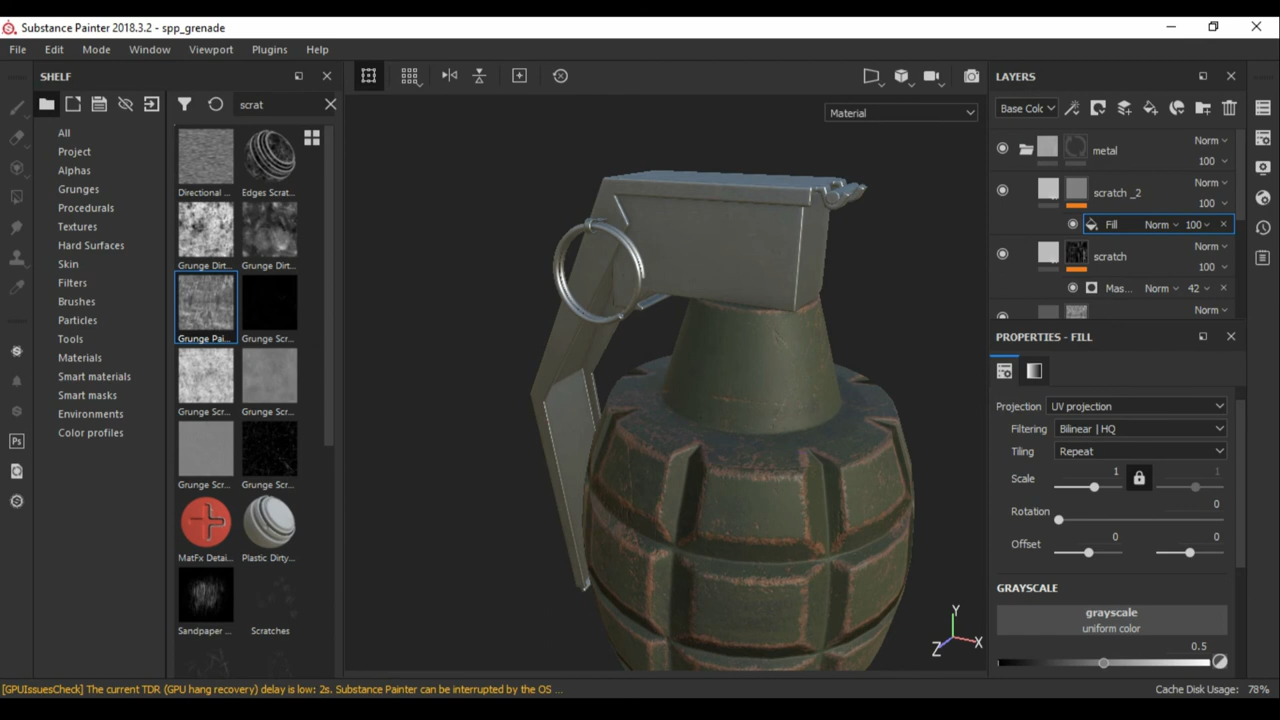 Substance Painter 2018.3.2 - spp_grenade
File Edit Mode Window Viewport Plugins Help
SHELF
scrat
All
Project
Alphas
Grunges
Procedurals
Textures
Hard Surfaces
Skin
Filters
Brushes
Particles
Tools
Materials
Smart materials
Smart masks
Environments
Color profiles
Directional ... Edges Scrat...
Grunge Dirt... Grunge Dirt...
Grunge Pai... Grunge Scr...
Grunge Scr... Grunge Scr...
Grunge Scr... Grunge Scr...
MatFx Detai... Plastic Dirty...
Sandpaper ... Scratches
Material
Y
Z X
LAYERS
Base Colc
metal Norm
100
scratch _2 Norm
100
Fill Norm 100
scratch Norm
100
Mas... Norm 42
Norm
PROPERTIES - FILL
Projection UV projection
Filtering Bilinear | HQ
Tiling Repeat
Scale 1 1
Rotation 0
Offset 0 0
GRAYSCALE
grayscale
uniform color
0.5
Ps
[GPUIssuesCheck] The current TDR (GPU hang recovery) delay is low: 2s. Substance Painter can be interrupted by the OS ...
Cache Disk Usage: 78%